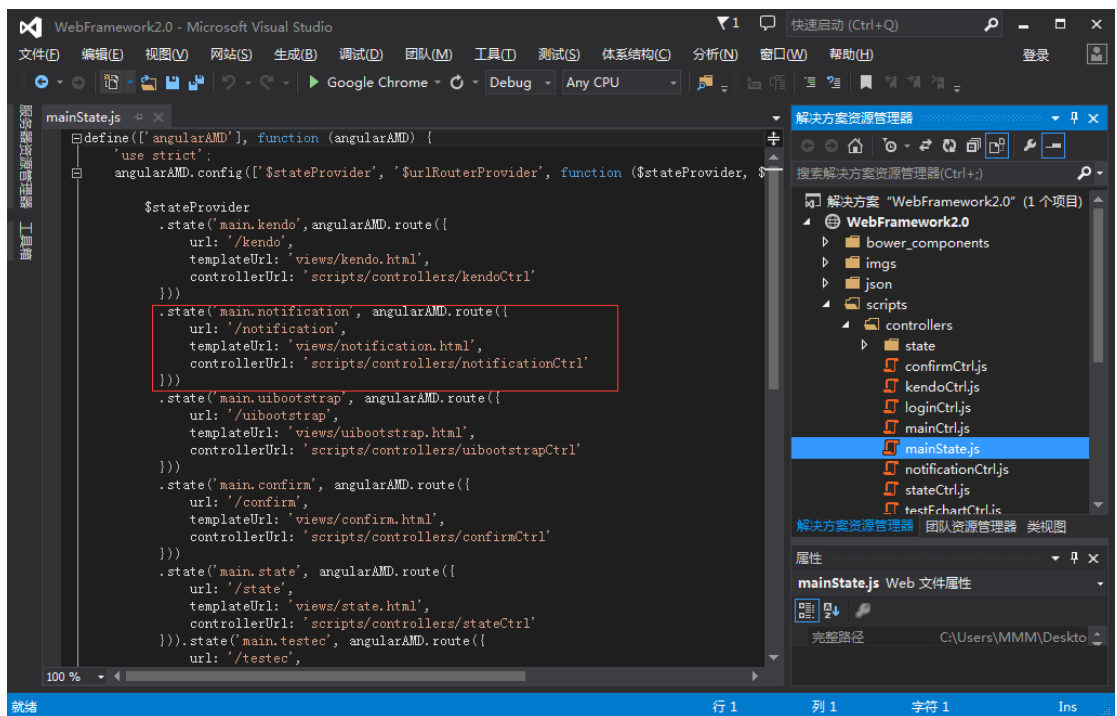 WebFramework2.0 - Microsoft Visual Studio
1
快速启动 (Ctrl+Q)
文件(F) 编辑(E) 视图(V) 网站(S) 生成(B) 调试(D) 团队(M) 工具(T) 测试(S) 体系结构(C) 分析(N) 窗口(W) 帮助(H) 登录
Google Chrome Debug Any CPU
服务器资源管理器
工具箱
mainState.js
define(['angularAMD'], function (angularAMD) {
'use strict';
angularAMD.config(['$stateProvider', '$urlRouterProvider', function ($stateProvider, $
$stateProvider
.state('main.kendo',angularAMD.route({
url: '/kendo',
templateUrl: 'views/kendo.html',
controllerUrl: 'scripts/controllers/kendoCtrl'
}))
.state('main.notification', angularAMD.route({
url: '/notification',
templateUrl: 'views/notification.html',
controllerUrl: 'scripts/controllers/notificationCtrl'
}))
.state('main.uibootstrap', angularAMD.route({
url: '/uibootstrap',
templateUrl: 'views/uibootstrap.html',
controllerUrl: 'scripts/controllers/uibootstrapCtrl'
}))
.state('main.confirm', angularAMD.route({
url: '/confirm',
templateUrl: 'views/confirm.html',
controllerUrl: 'scripts/controllers/confirmCtrl'
}))
.state('main.state', angularAMD.route({
url: '/state',
templateUrl: 'views/state.html',
controllerUrl: 'scripts/controllers/stateCtrl'
})).state('main.testec', angularAMD.route({
url: '/testec',
100 %
解决方案资源管理器
搜索解决方案资源管理器(Ctrl+;)
解决方案 "WebFramework2.0" (1 个项目)
WebFramework2.0
bower_components
imgs
json
scripts
controllers
state
confirmCtrl.js
kendoCtrl.js
loginCtrl.js
mainCtrl.js
mainState.js
notificationCtrl.js
stateCtrl.js
testEchartCtrl.js
解决方案资源管理器 团队资源管理器 类视图
属性
mainState.js Web 文件属性
完整路径 C:\Users\MMM\Deskto
就绪 行 1 列 1 字符 1 Ins